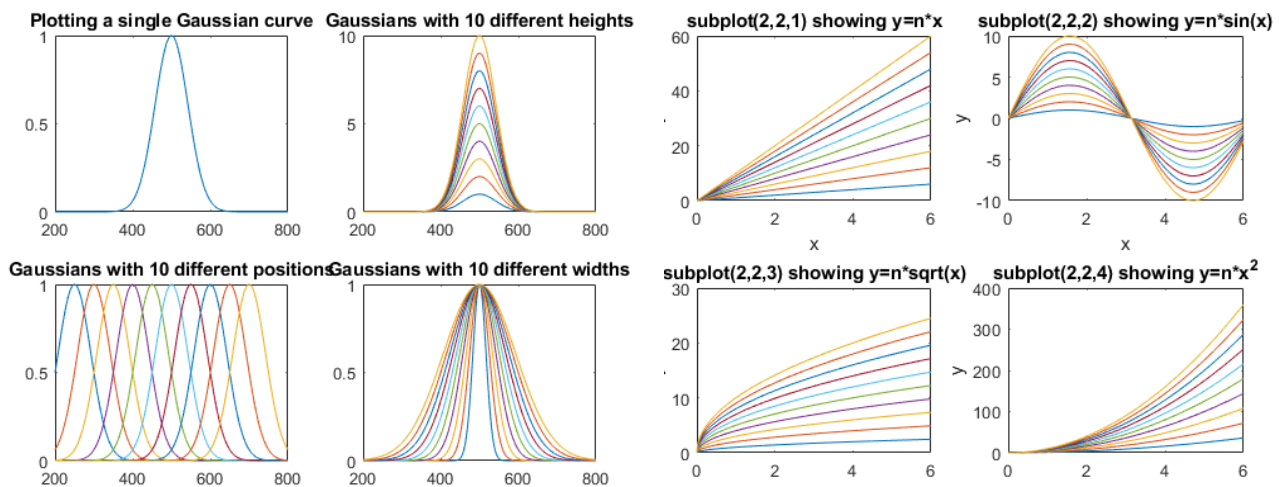 Plotting a single Gaussian curve
1
0.5
0
200 400 600 800
Gaussians with 10 different heights
10
5
0
200 400 600 800
subplot(2,2,1) showing y=n*x
60
40
20
0
0 2 4 6
x
subplot(2,2,2) showing y=n*sin(x)
10
5
0
-5
-10
y
0 2 4 6
x
Gaussians with 10 different positions
1
0.5
0
200 400 600 800
Gaussians with 10 different widths
1
0.5
0
200 400 600 800
subplot(2,2,3) showing y=n*sqrt(x)
30
20
10
0
0 2 4 6
subplot(2,2,4) showing y=n*x²
400
300
200
100
0
y
0 2 4 6